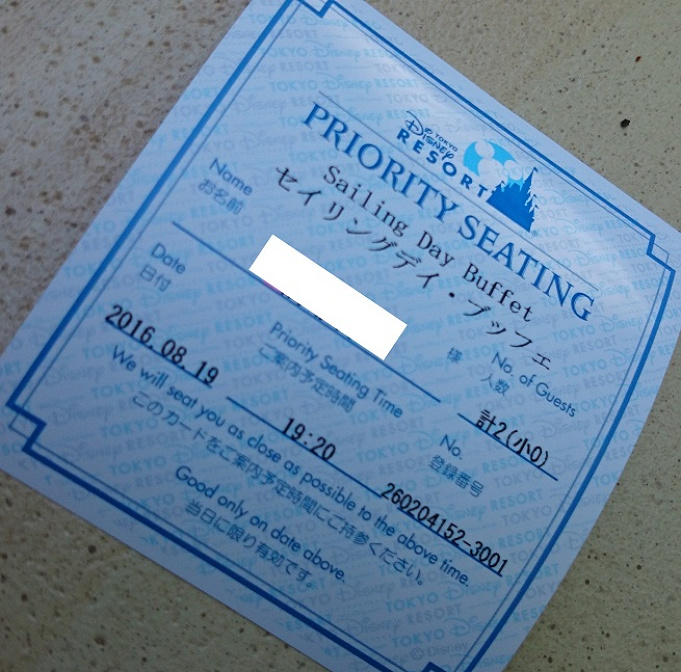 TOKYO
Disney
RESORT
PRIORITY SEATING
Sailing Day Buffet
セイリングデイ・ブッフェ
Name
お名前
様
No. of Guests
人数
計2(小0)
Date
日付
2016.08.19
Priority Seating Time
ご案内予定時間
19:20
No.
登録番号
260204152-3001
We will seat you as close as possible to the above time.
このカードをご案内予定時間にご持参ください。
Good only on date above.
当日に限り有効です。
©Disney